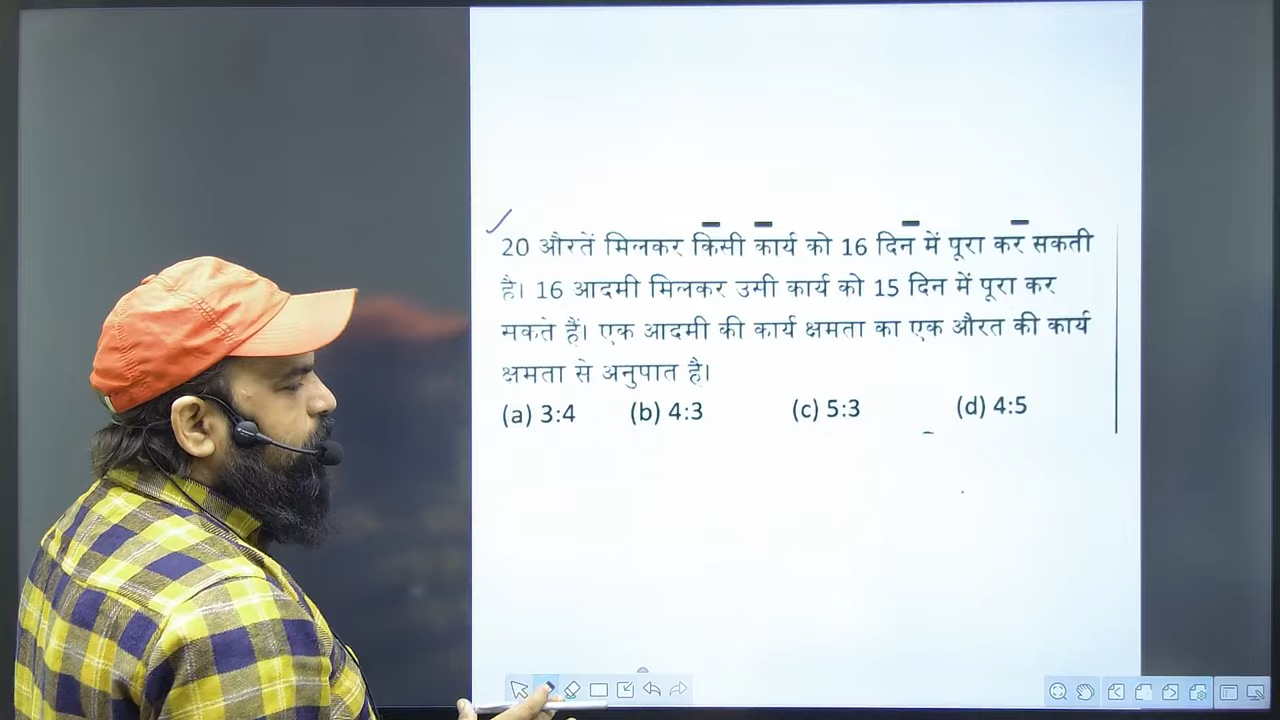 20 औरतें मिलकर किसी कार्य को 16 दिन में पूरा कर सकती
है। 16 आदमी मिलकर उसी कार्य को 15 दिन में पूरा कर
सकते हैं। एक आदमी की कार्य क्षमता का एक औरत की कार्य
क्षमता से अनुपात है।
(a) 3:4 (b) 4:3 (c) 5:3 (d) 4:5